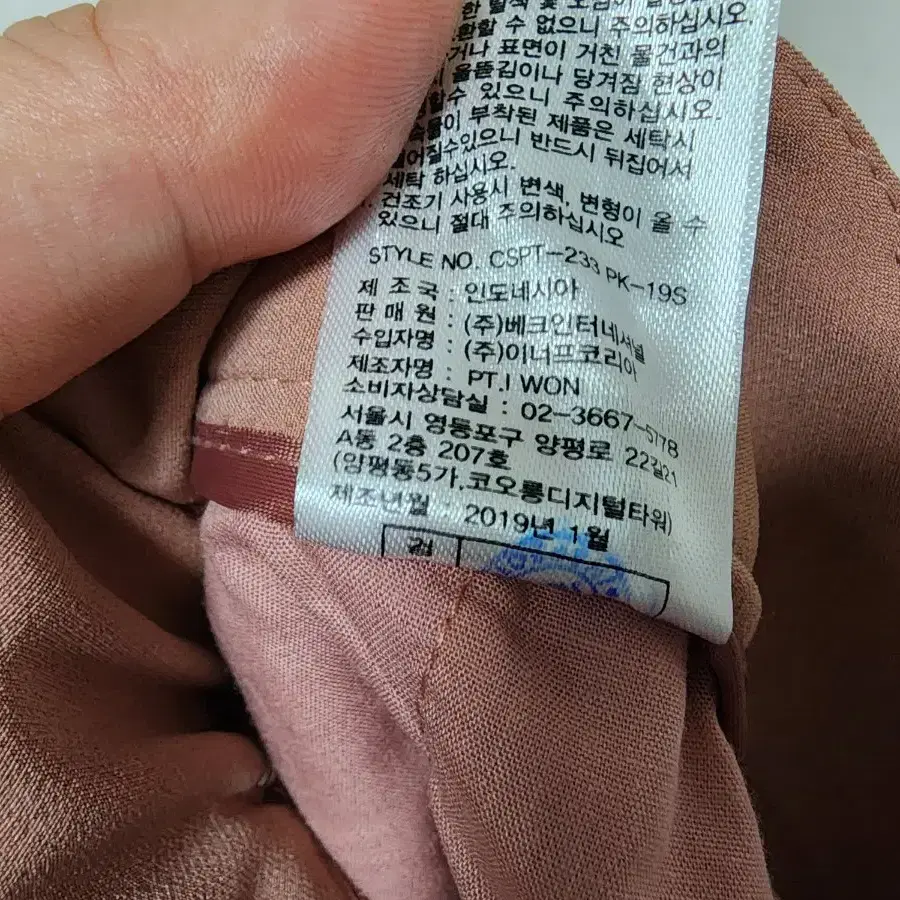 한 탈색 및 오염이
환할 수 없으니 주의하십시오.
거나 표면이 거친 물건과의
시 올뜯김이나 당겨짐 현상이
할수 있으니 주의하십시오.
속물이 부착된 제품은 세탁시
어질수있으니 반드시 뒤집어서
세탁 하십시오.
건조기 사용시 변색, 변형이 올 수
있으니 절대 주의하십시오
STYLE NO. CSPT-233 PK-19S
제 조 국 : 인도네시아
판 매 원 : (주)베크인터네셔널
수입자명 : (주)이너프코리아
제조자명 : PT.I WON
소비자상담실 : 02-3667-5778
서울시 영등포구 양평로 22길21
A동 2층 207호
(양평동5가.코오롱디지털타워)
제조년월 : 2019년 1월
검